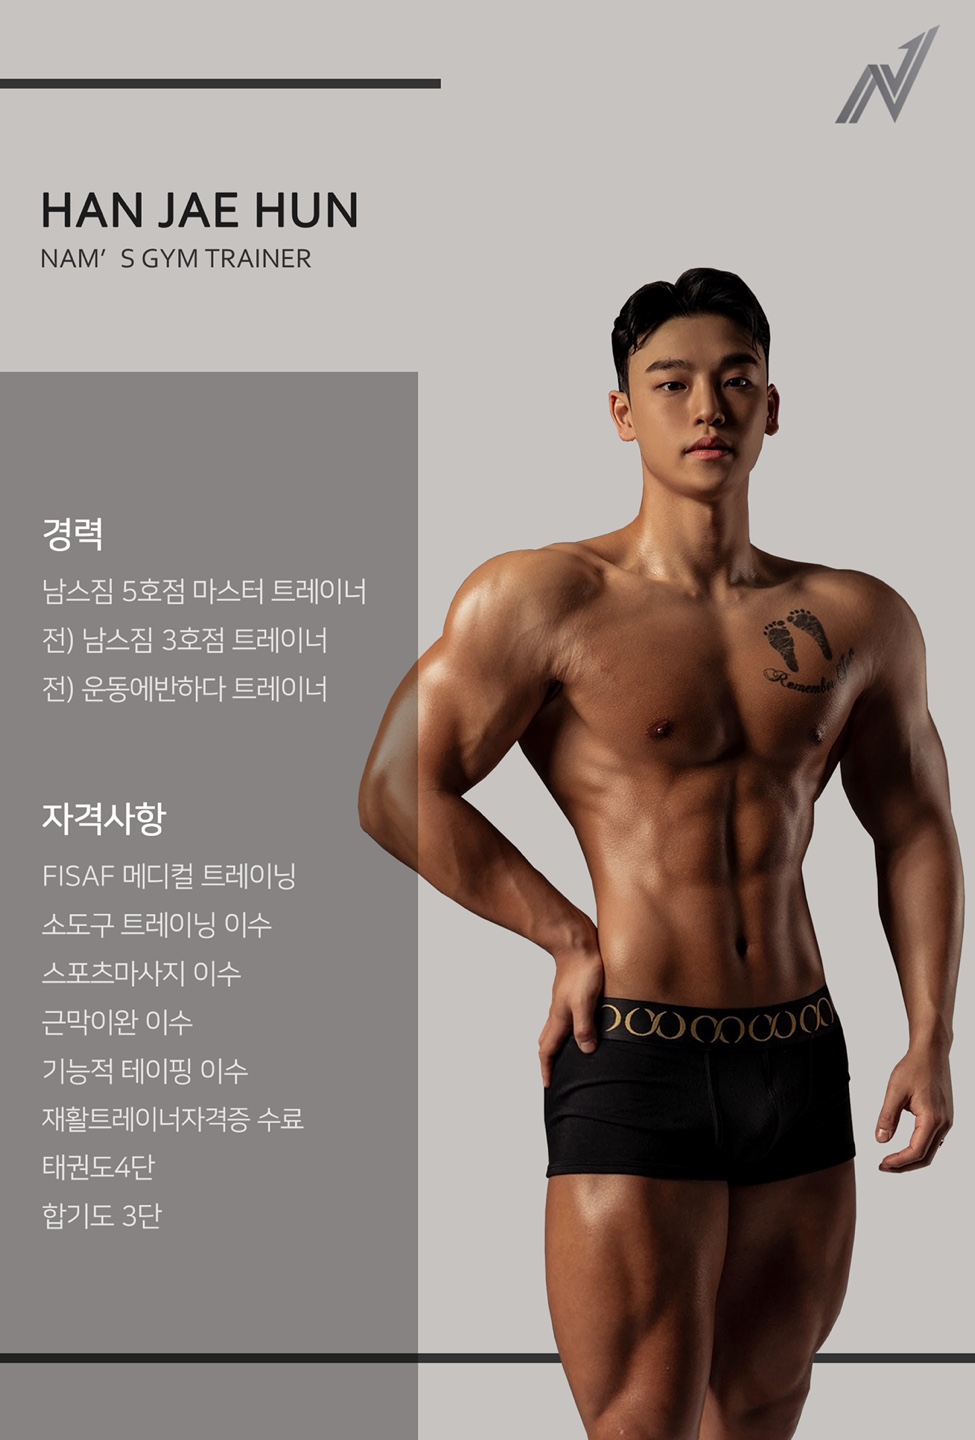 HAN JAE HUN
NAM’S GYM TRAINER
경력
남스짐 5호점 마스터 트레이너
전) 남스짐 3호점 트레이너
전) 운동에반하다 트레이너
자격사항
FISAF 메디컬 트레이닝
소도구 트레이닝 이수
스포츠마사지 이수
근막이완 이수
기능적 테이핑 이수
재활트레이너자격증 수료
태권도4단
합기도 3단
Remember